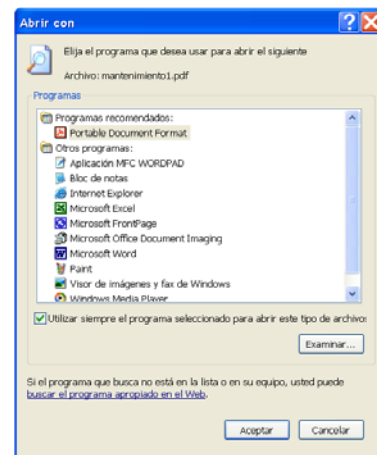 Abrir con
Elija el programa que desea usar para abrir el siguiente
Archivo: mantenimiento1.pdf
Programas
Programas recomendados:
Portable Document Format
Otros programas:
Aplicación MFC WORDPAD
Bloc de notas
Internet Explorer
Microsoft Excel
Microsoft FrontPage
Microsoft Office Document Imaging
Microsoft Word
Paint
Visor de imágenes y fax de Windows
Windows Media Player
Utilizar siempre el programa seleccionado para abrir este tipo de archivo
Examinar...
Si el programa que busca no está en la lista o en su equipo, usted puede
buscar el programa apropiado en el Web.
Aceptar
Cancelar